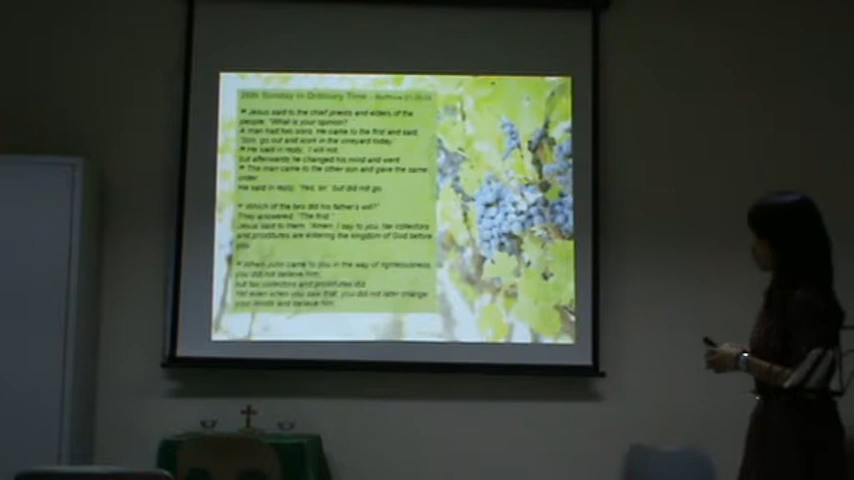 26th Sunday in Ordinary Time - Matthew 21:28-32
Jesus said to the chief priests and elders of the
people: "What is your opinion?
A man had two sons. He came to the first and said,
'Son, go out and work in the vineyard today.'
He said in reply, 'I will not,'
but afterwards he changed his mind and went.
The man came to the other son and gave the same
order.
He said in reply, 'Yes, sir,' but did not go.
Which of the two did his father's will?"
They answered, "The first."
Jesus said to them, "Amen, I say to you, tax collectors
and prostitutes are entering the kingdom of God before
you.
When John came to you in the way of righteousness,
you did not believe him;
but tax collectors and prostitutes did.
Yet even when you saw that, you did not later change
your minds and believe him.